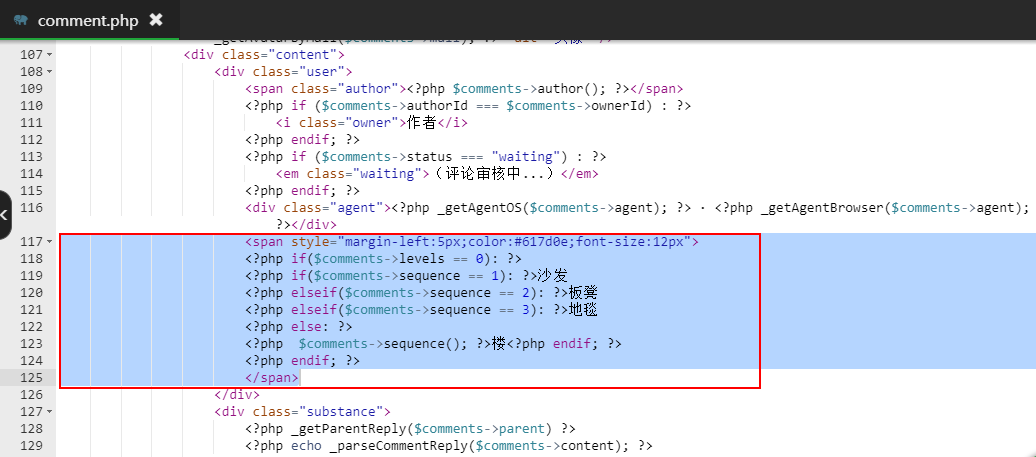 comment.php
107 <div class="content">
108 <div class="user">
109 <span class="author"><?php $comments->author(); ?></span>
110 <?php if ($comments->authorId === $comments->ownerId) : ?>
111 <i class="owner">作者</i>
112 <?php endif; ?>
113 <?php if ($comments->status === "waiting") : ?>
114 <em class="waiting">（评论审核中...）</em>
115 <?php endif; ?>
116 <div class="agent"><?php _getAgentOS($comments->agent); ?> · <?php _getAgentBrowser($comments->agent);
?></div>
117 <span style="margin-left:5px;color:#617d0e;font-size:12px">
118 <?php if($comments->levels == 0): ?>
119 <?php if($comments->sequence == 1): ?>沙发
120 <?php elseif($comments->sequence == 2): ?>板凳
121 <?php elseif($comments->sequence == 3): ?>地毯
122 <?php else: ?>
123 <?php  $comments->sequence(); ?>楼<?php endif; ?>
124 <?php endif; ?>
125 </span>
126 </div>
127 <div class="substance">
128 <?php _getParentReply($comments->parent) ?>
129 <?php echo _parseCommentReply($comments->content); ?>